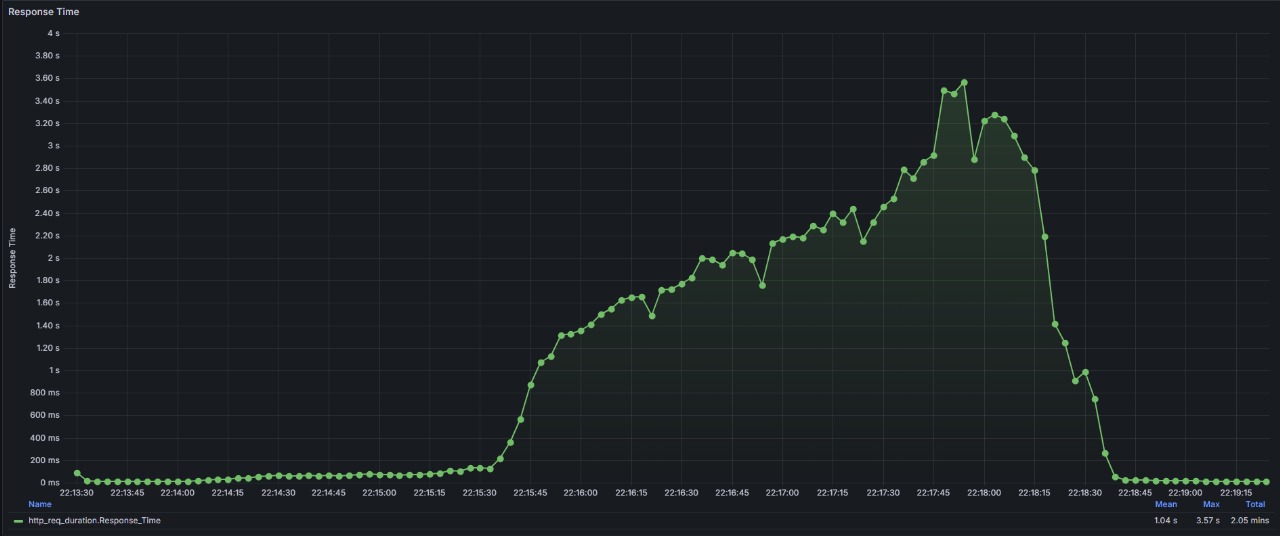 Response Time
4 s
3.80 s
3.60 s
3.40 s
3.20 s
3 s
2.80 s
2.60 s
2.40 s
2.20 s
2 s
1.80 s
1.60 s
1.40 s
1.20 s
1 s
800 ms
600 ms
400 ms
200 ms
0 ms
Response Time
22:13:30 22:13:45 22:14:00 22:14:15 22:14:30 22:14:45 22:15:00 22:15:15 22:15:30 22:15:45 22:16:00 22:16:15 22:16:30 22:16:45 22:17:00 22:17:15 22:17:30 22:17:45 22:18:00 22:18:15 22:18:30 22:18:45 22:19:00 22:19:15
Name Mean Max Total
http_req_duration.Response_Time 1.04 s 3.57 s 2.05 mins